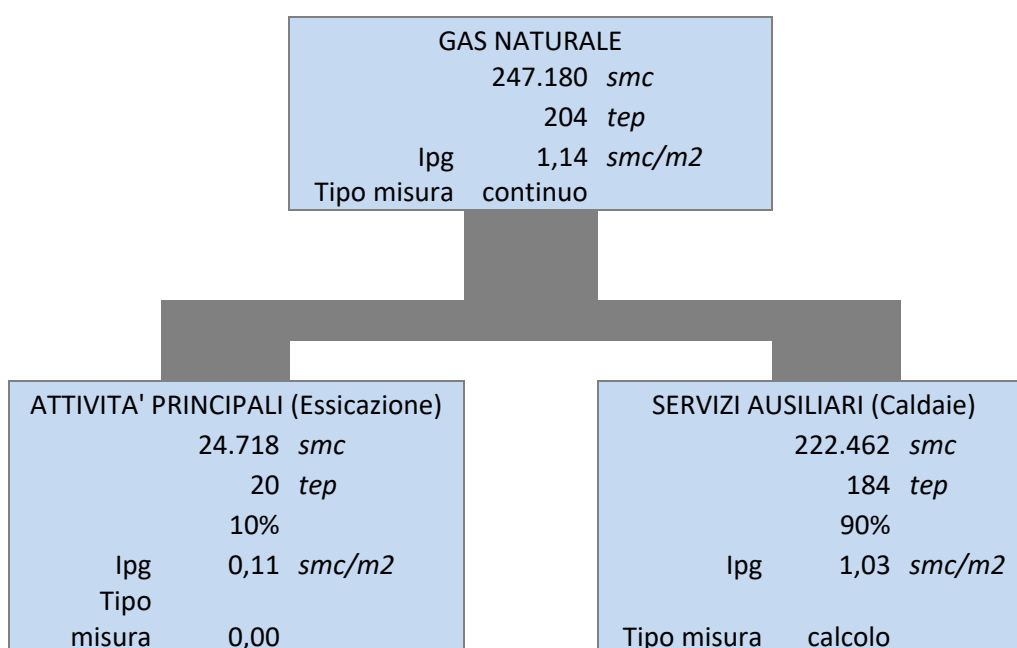 GAS NATURALE
247.180 smc
204 tep
Ipg 1,14 smc/m2
Tipo misura continuo
ATTIVITA' PRINCIPALI (Essicazione)
24.718 smc
20 tep
10%
Ipg 0,11 smc/m2
Tipo
misura 0,00
SERVIZI AUSILIARI (Caldaie)
222.462 smc
184 tep
90%
Ipg 1,03 smc/m2
Tipo misura calcolo